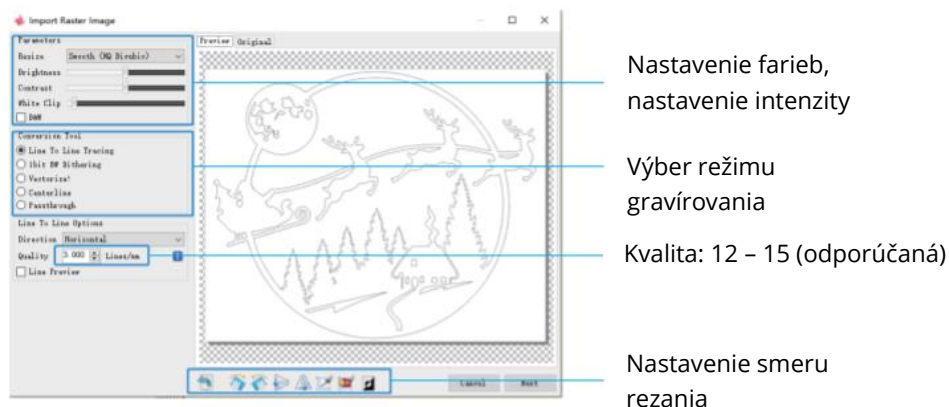 Import Raster Image
Parameters
Preview Original
Resize Smooth (HQ Bicubic)
Brightness
Contrast
White Clip
B&W
Conversion Tool
Line To Line Tracing
1bit BW Dithering
Vectorize!
Centerline
Passthrough
Line To Line Options
Direction Horizontal
Quality 3.000 Lines/mm
Line Preview
Cancel Next
Nastavenie farieb,
nastavenie intenzity
Výber režimu
gravírovania
Kvalita: 12 – 15 (odporúčaná)
Nastavenie smeru
rezania